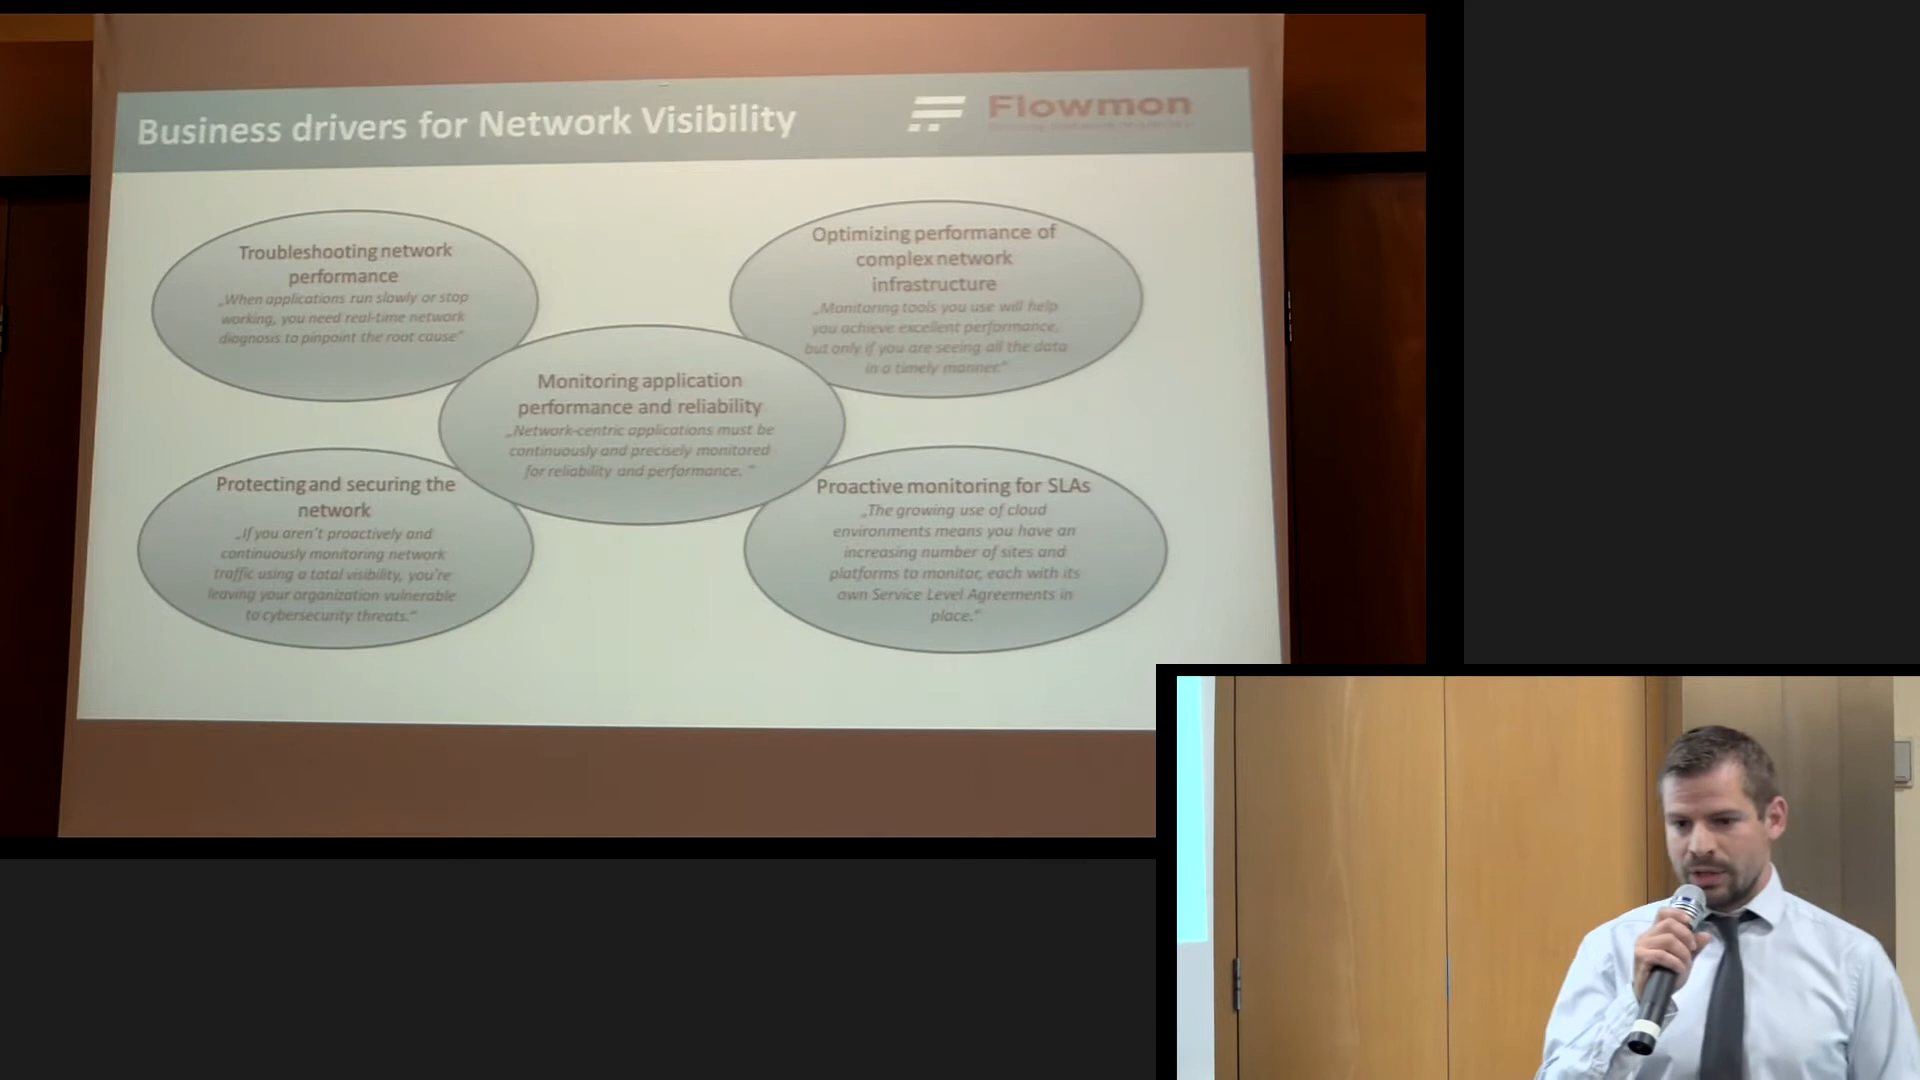 Business drivers for Network Visibility
Flowmon
Troubleshooting network
performance
„When applications run slowly or stop
working, you need real-time network
diagnosis to pinpoint the root cause“
Optimizing performance of
complex network
infrastructure
„Monitoring tools you use will help
you achieve excellent performance,
but only if you are seeing all the data
in a timely manner.“
Monitoring application
performance and reliability
„Network-centric applications must be
continuously and precisely monitored
for reliability and performance. “
Protecting and securing the
network
„If you aren't proactively and
continuously monitoring network
traffic using a total visibility, you're
leaving your organization vulnerable
to cybersecurity threats.“
Proactive monitoring for SLAs
„The growing use of cloud
environments means you have an
increasing number of sites and
platforms to monitor, each with its
own Service Level Agreements in
place.“